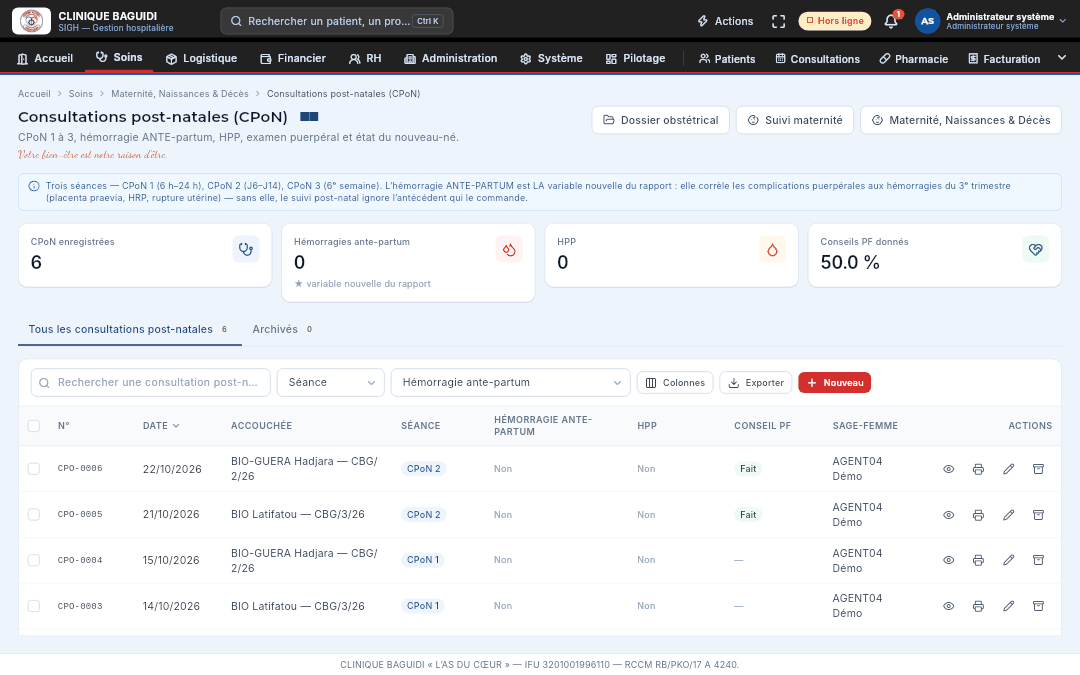 CLINIQUE BAGUIDI
SIGH — Gestion hospitalière
Rechercher un patient, un pro... Ctrl K
Actions
Hors ligne
1
AS
Administrateur système
Administrateur système
Accueil
Soins
Logistique
Financier
RH
Administration
Système
Pilotage
Patients
Consultations
Pharmacie
Facturation
Accueil > Soins > Maternité, Naissances & Décès > Consultations post-natales (CPoN)
Consultations post-natales (CPoN)
CPoN 1 à 3, hémorragie ANTE-partum, HPP, examen puerpéral et état du nouveau-né.
Votre bien-être est notre raison d'être.
Dossier obstétrical
Suivi maternité
Maternité, Naissances & Décès
Trois séances — CPoN 1 (6 h–24 h), CPoN 2 (J6–J14), CPoN 3 (6ᵉ semaine). L'hémorragie ANTE-PARTUM est LA variable nouvelle du rapport : elle corrèle les complications puerpérales aux hémorragies du 3ᵉ trimestre
(placenta praevia, HRP, rupture utérine) — sans elle, le suivi post-natal ignore l'antécédent qui le commande.
CPoN enregistrées
6
Hémorragies ante-partum
0
★ variable nouvelle du rapport
HPP
0
Conseils PF donnés
50.0 %
Tous les consultations post-natales 6
Archivés 0
Rechercher une consultation post-n...
Séance
Hémorragie ante-partum
Colonnes
Exporter
+ Nouveau
N° DATE ACCOUCHÉE SÉANCE HÉMORRAGIE ANTE-
PARTUM HPP CONSEIL PF SAGE-FEMME ACTIONS
CPO-0006 22/10/2026 BIO-GUERA Hadjara — CBG/
2/26 CPoN 2 Non Non Fait AGENT04
Démo
CPO-0005 21/10/2026 BIO Latifatou — CBG/3/26 CPoN 2 Non Non Fait AGENT04
Démo
CPO-0004 15/10/2026 BIO-GUERA Hadjara — CBG/
2/26 CPoN 1 Non Non — AGENT04
Démo
CPO-0003 14/10/2026 BIO Latifatou — CBG/3/26 CPoN 1 Non Non — AGENT04
Démo
CLINIQUE BAGUIDI « L'AS DU CŒUR » — IFU 3201001996110 — RCCM RB/PKO/17 A 4240.